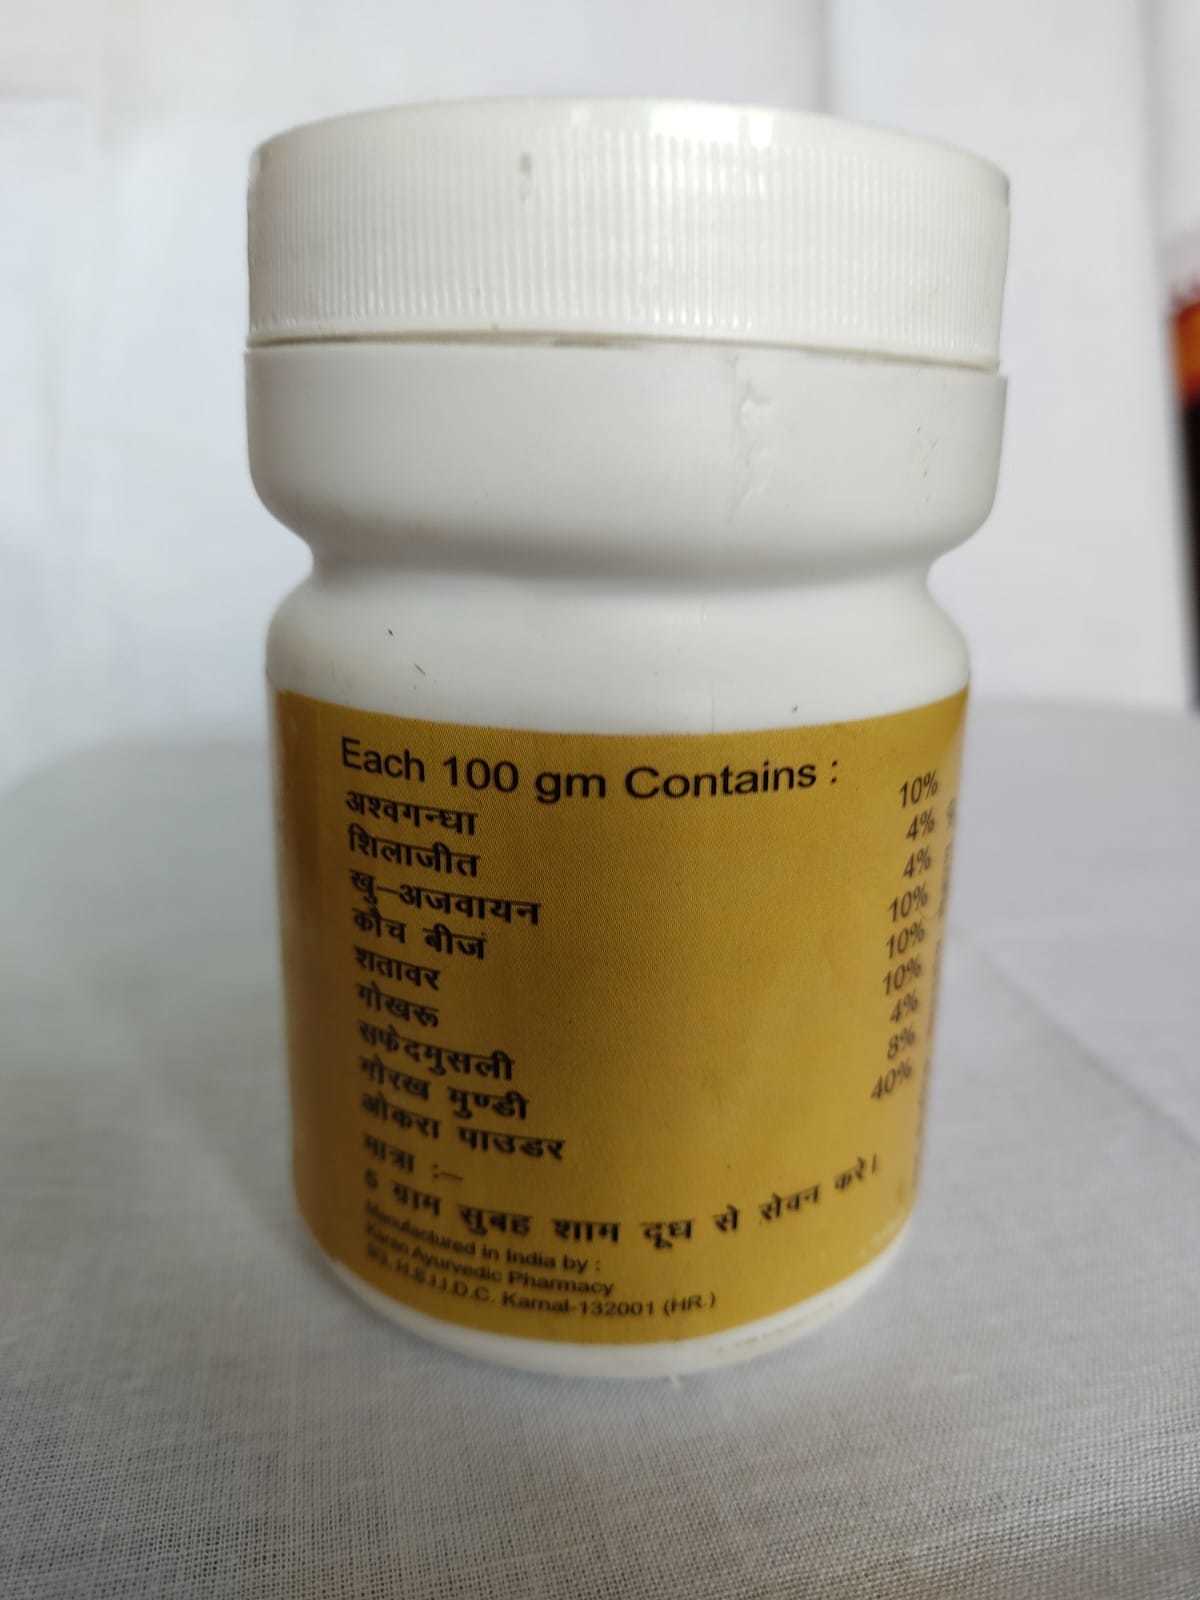 Each 100 gm Contains :
अश्वगन्धा 10%
शिलाजीत 4%
खु–अजवायन 4%
कौच बीजं 10%
शतावर 10%
गोखरू 10%
सफेदमुसली 4%
गोरख मुण्डी 8%
ओकरा पाउडर 40%
मात्रा :–
5 ग्राम सुबह शाम दूध से सेवन करे।
Manufactured in India by :
Karan Ayurvedic Pharmacy
H.S.I.I.D.C. Karnal-132001 (HR.)